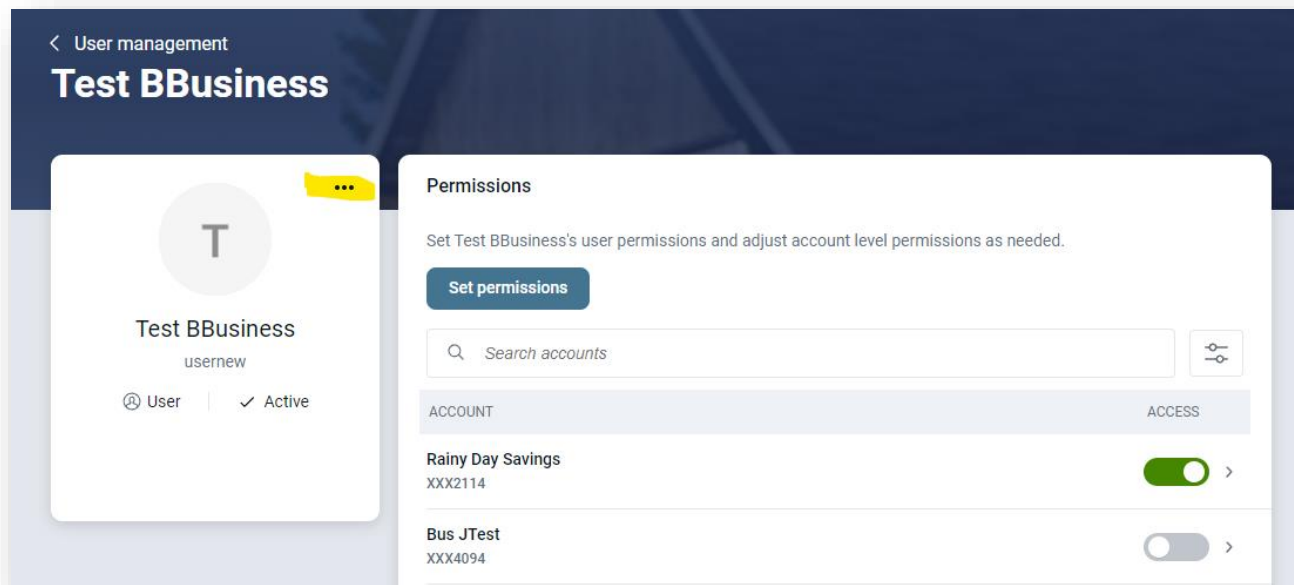 User management
Test BBusiness
T
Test BBusiness
usernew
User
Active
Permissions
Set Test BBusiness's user permissions and adjust account level permissions as needed.
Set permissions
Search accounts
ACCOUNT ACCESS
Rainy Day Savings
XXX2114
Bus JTest
XXX4094